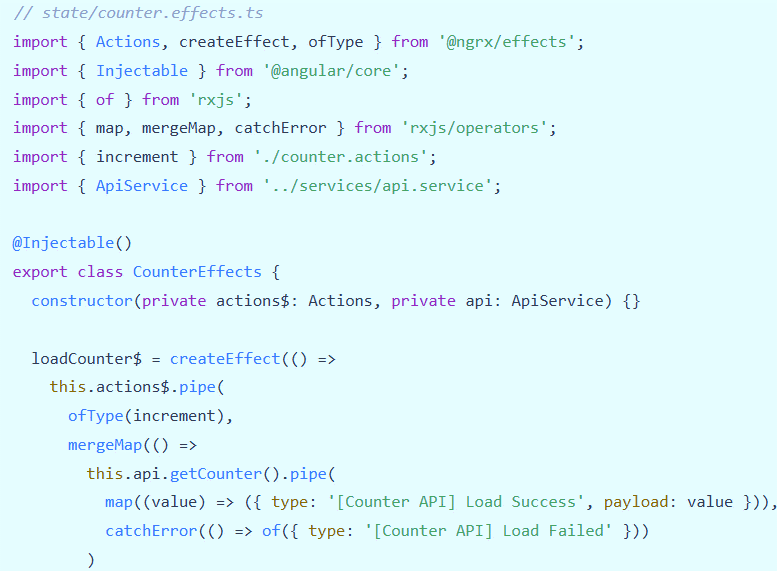 // state/counter.effects.ts
import { Actions, createEffect, ofType } from '@ngrx/effects';
import { Injectable } from '@angular/core';
import { of } from 'rxjs';
import { map, mergeMap, catchError } from 'rxjs/operators';
import { increment } from './counter.actions';
import { ApiService } from '../services/api.service';

@Injectable()
export class CounterEffects {
  constructor(private actions$: Actions, private api: ApiService) {}

  loadCounter$ = createEffect(() =>
    this.actions$.pipe(
      ofType(increment),
      mergeMap(() =>
        this.api.getCounter().pipe(
          map((value) => ({ type: '[Counter API] Load Success', payload: value })),
          catchError(() => of({ type: '[Counter API] Load Failed' }))
        )